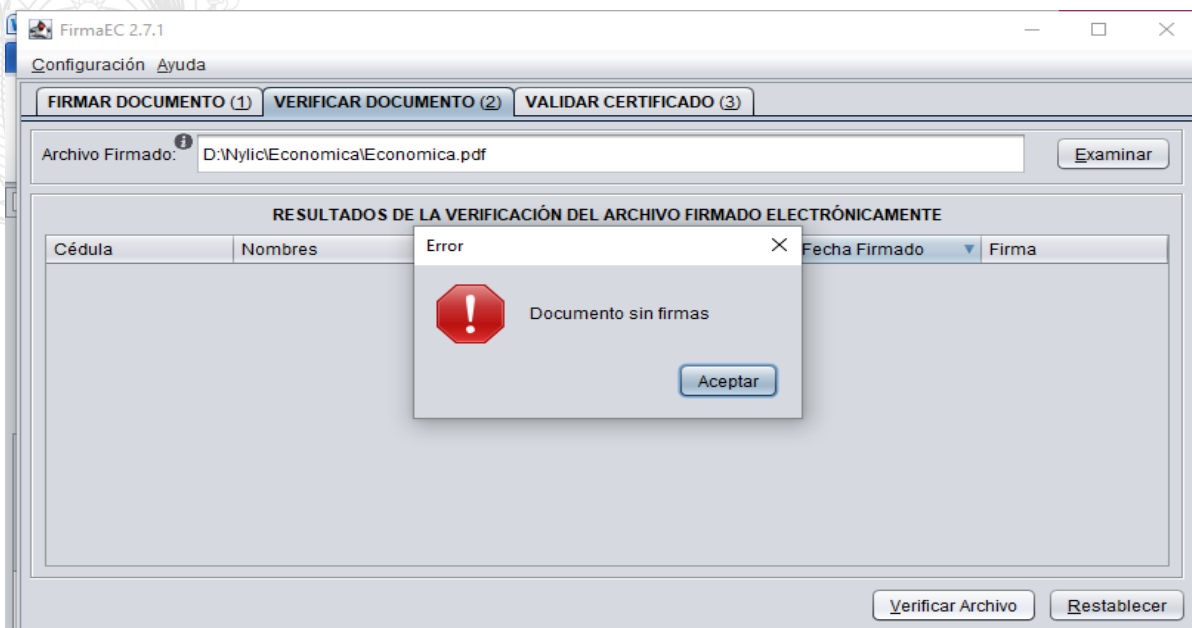 FirmaEC 2.7.1
Configuración Ayuda
FIRMAR DOCUMENTO (1) VERIFICAR DOCUMENTO (2) VALIDAR CERTIFICADO (3)
Archivo Firmado: D:\Nylic\Economica\Economica.pdf Examinar
RESULTADOS DE LA VERIFICACIÓN DEL ARCHIVO FIRMADO ELECTRÓNICAMENTE
Cédula Nombres Fecha Firmado Firma
Error
Documento sin firmas
Aceptar
Verificar Archivo Restablecer